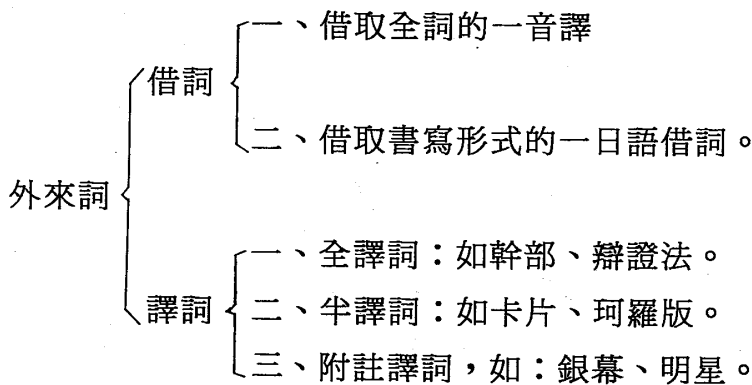 一、借取全詞的一音譯
借詞
二、借取書寫形式的一日語借詞。
外來詞
一、全譯詞：如幹部、辯證法。
譯詞
二、半譯詞：如卡片、珂羅版。
三、附註譯詞，如：銀幕、明星。